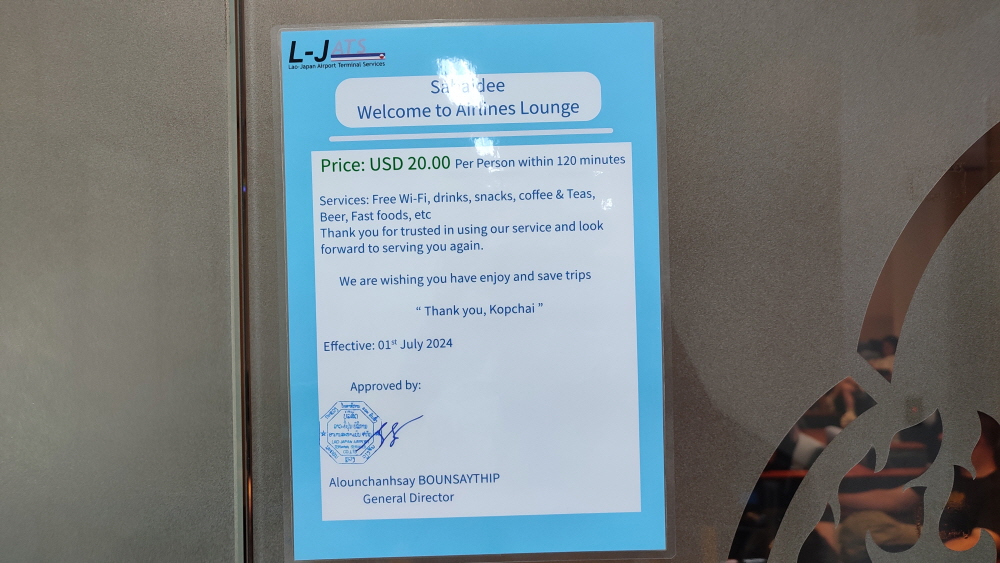 L-JATS
Lao-Japan Airport Terminal Services
Sabaidee
Welcome to Airlines Lounge
Price: USD 20.00 Per Person within 120 minutes
Services: Free Wi-Fi, drinks, snacks, coffee & Teas,
Beer, Fast foods, etc
Thank you for trusted in using our service and look
forward to serving you again.
We are wishing you have enjoy and save trips
“ Thank you, Kopchai ”
Effective: 01st July 2024
Approved by:
Alounchanhsay BOUNSAYTHIP
General Director